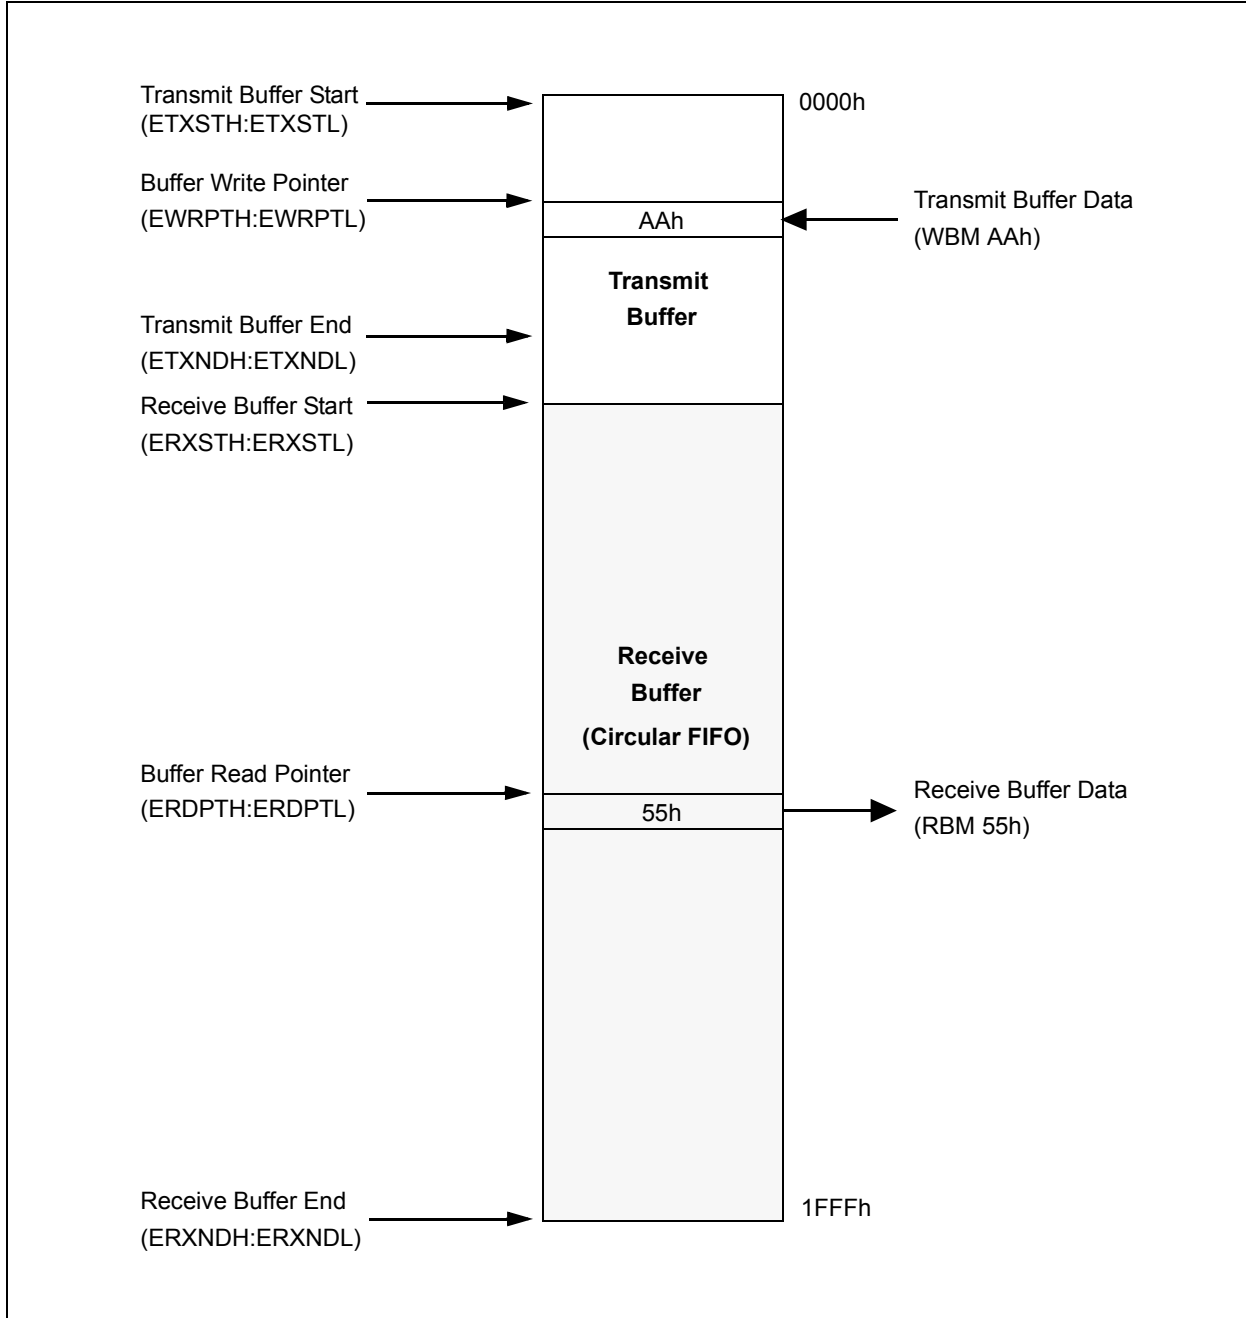 Transmit Buffer Start
(ETXSTH:ETXSTL)
0000h
Buffer Write Pointer
(EWRPTH:EWRPTL)
AAh
Transmit Buffer Data
(WBM AAh)
Transmit
Buffer
Transmit Buffer End
(ETXNDH:ETXNDL)
Receive Buffer Start
(ERXSTH:ERXSTL)
Receive
Buffer
(Circular FIFO)
Buffer Read Pointer
(ERDPTH:ERDPTL)
55h
Receive Buffer Data
(RBM 55h)
Receive Buffer End
(ERXNDH:ERXNDL)
1FFFh